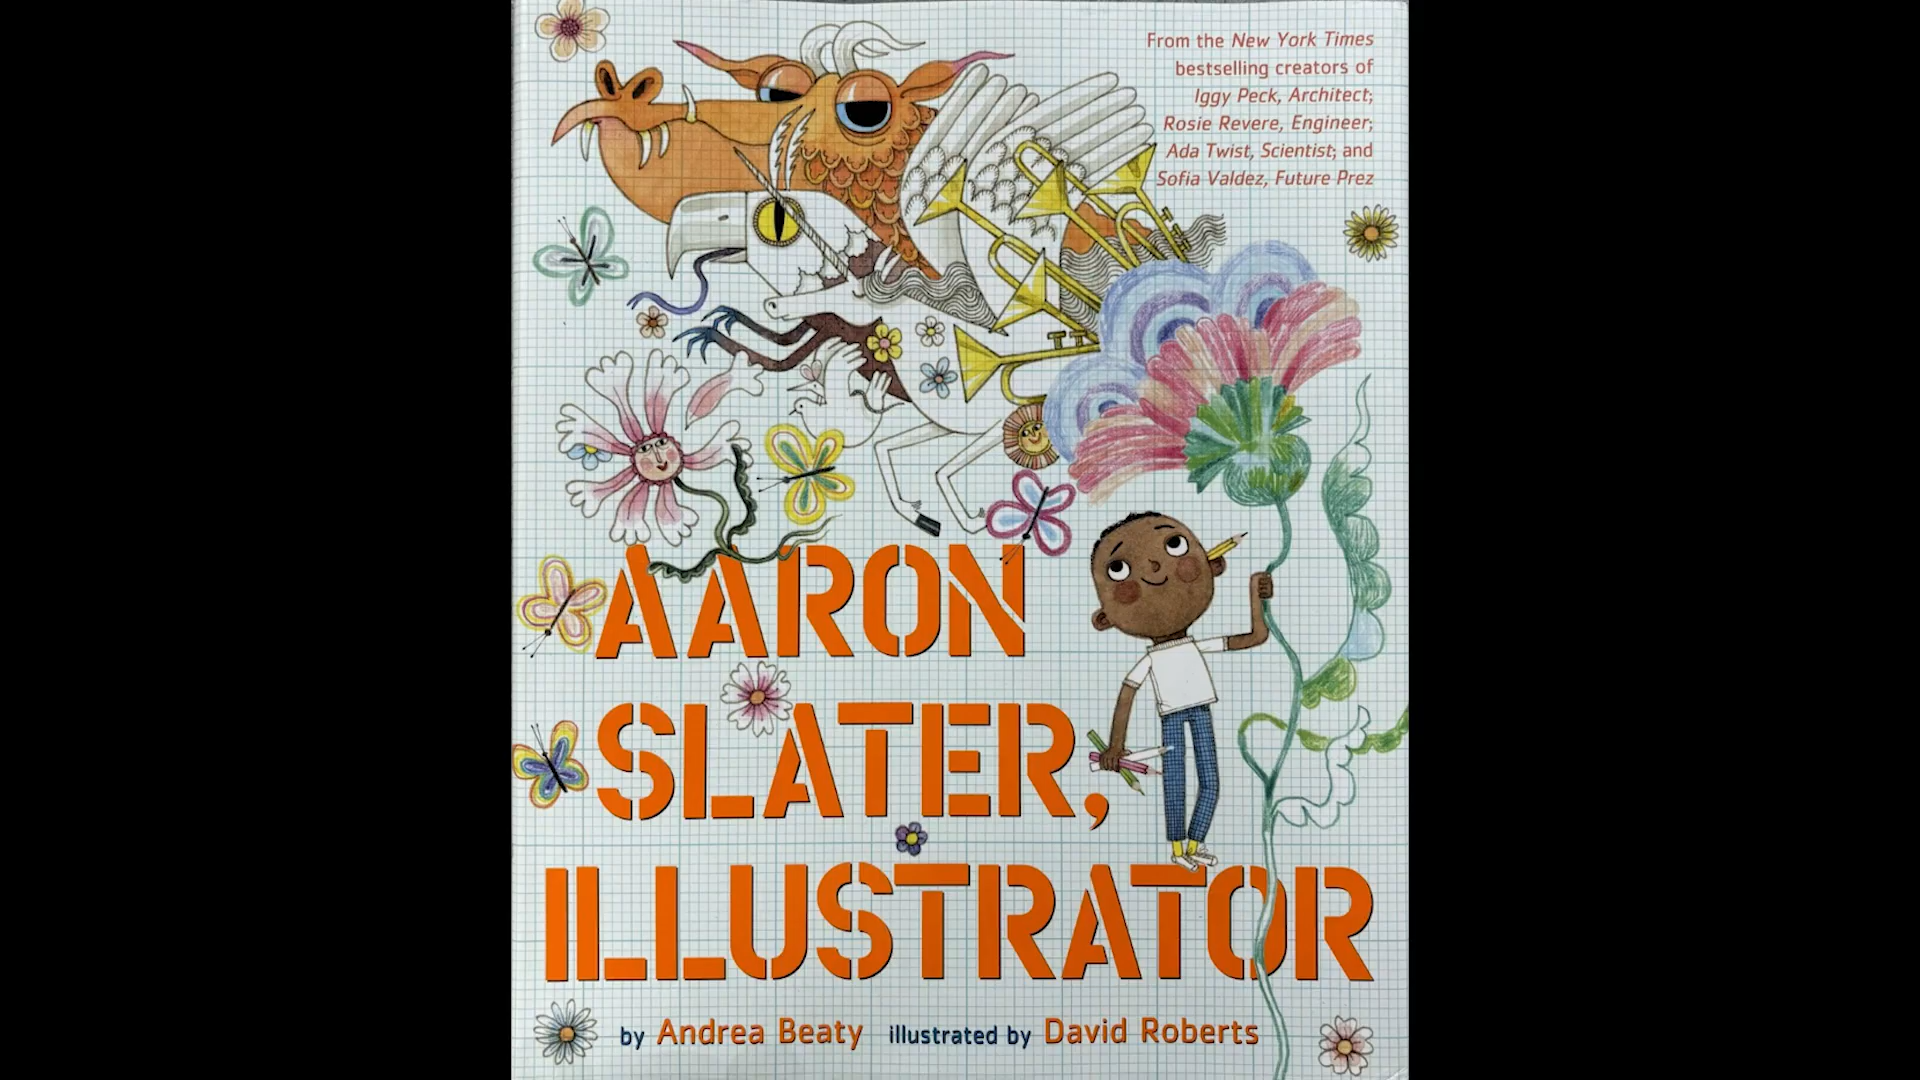 From the New York Times
bestselling creators of
Iggy Peck, Architect;
Rosie Revere, Engineer;
Ada Twist, Scientist; and
Sofia Valdez, Future Prez
AARON
SLATER,
ILLUSTRATOR
by Andrea Beaty illustrated by David Roberts